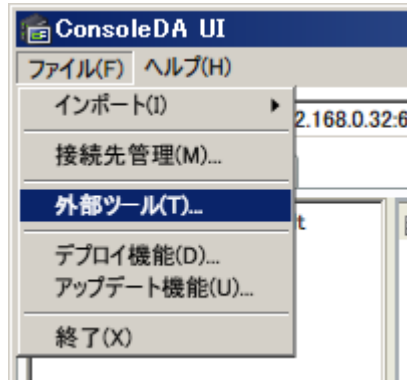 ConsoleDA UI
ファイル(F) ヘルプ(H)
インポート(I)
2.168.0.32:6
接続先管理(M)...
外部ツール(T)...
t
デプロイ機能(D)...
アップデート機能(U)...
終了(X)